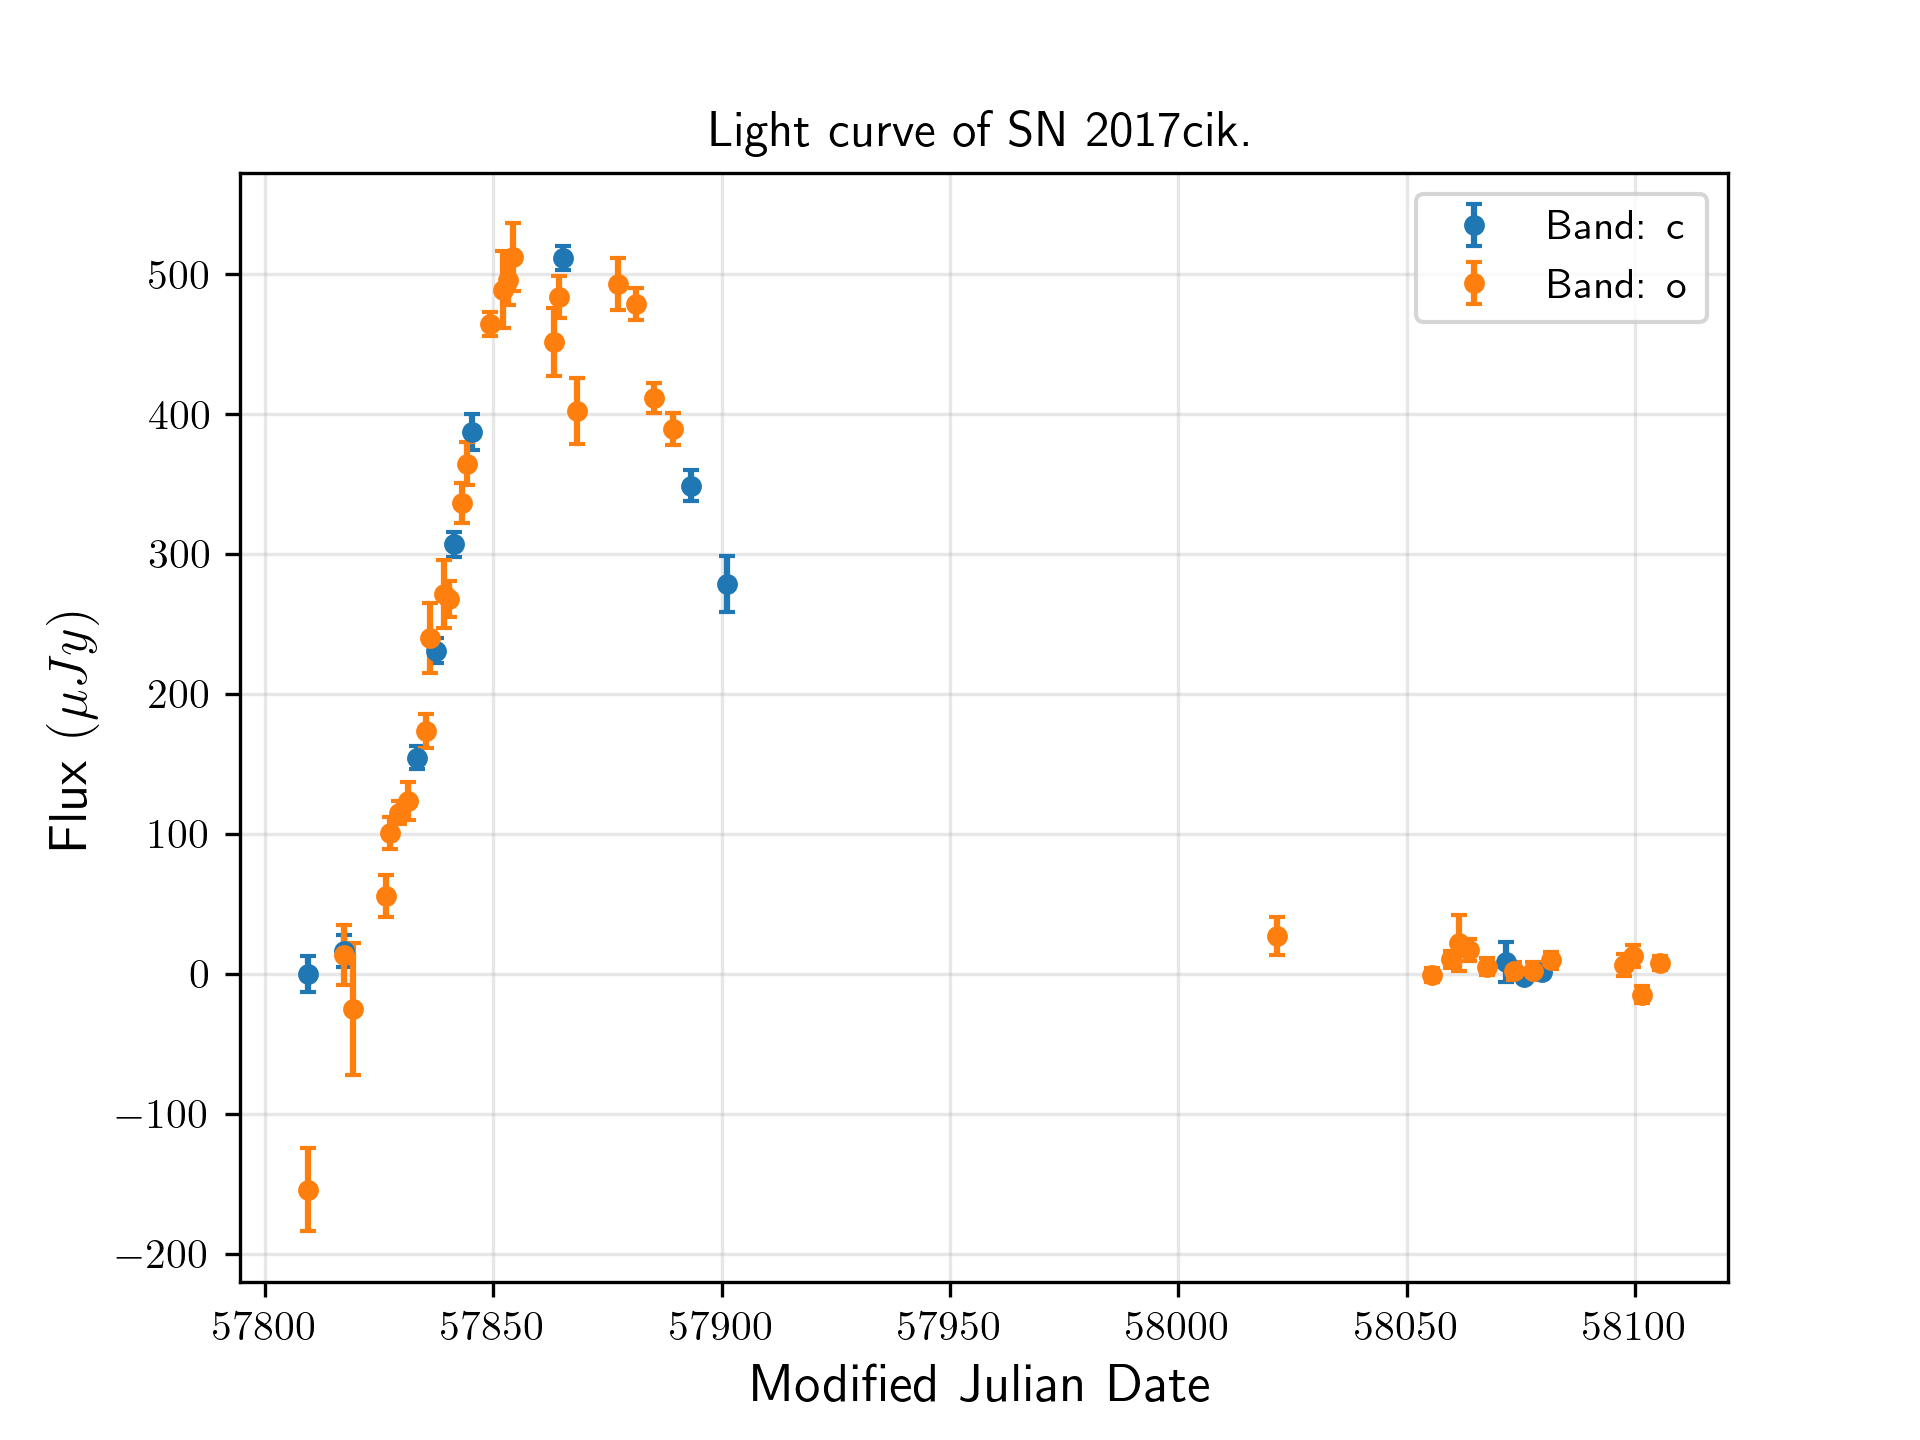 Light curve of SN 2017cik.
Band: c
Band: o
500
400
300
200
100
0
−100
−200
Flux (μJy)
57800 57850 57900 57950 58000 58050 58100
Modified Julian Date